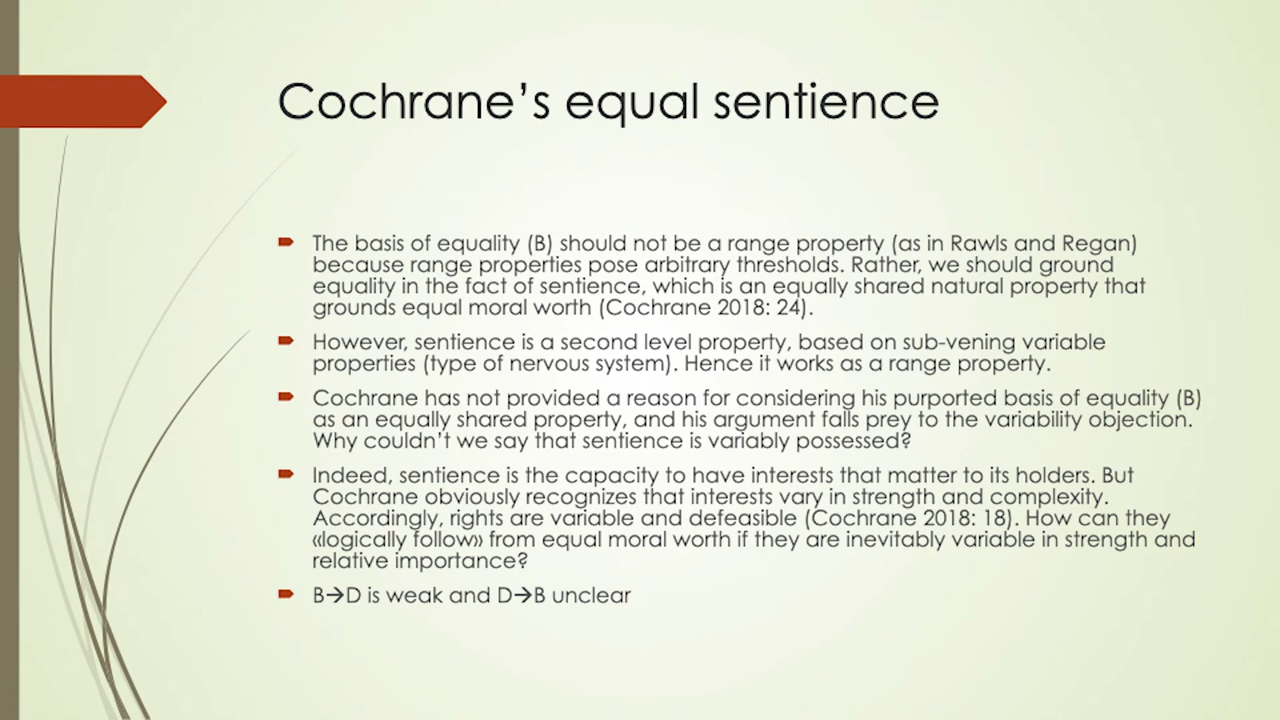 Cochrane’s equal sentience
The basis of equality (B) should not be a range property (as in Rawls and Regan)
because range properties pose arbitrary thresholds. Rather, we should ground
equality in the fact of sentience, which is an equally shared natural property that
grounds equal moral worth (Cochrane 2018: 24).
However, sentience is a second level property, based on sub-vening variable
properties (type of nervous system). Hence it works as a range property.
Cochrane has not provided a reason for considering his purported basis of equality (B)
as an equally shared property, and his argument falls prey to the variability objection.
Why couldn’t we say that sentience is variably possessed?
Indeed, sentience is the capacity to have interests that matter to its holders. But
Cochrane obviously recognizes that interests vary in strength and complexity.
Accordingly, rights are variable and defeasible (Cochrane 2018: 18). How can they
«logically follow» from equal moral worth if they are inevitably variable in strength and
relative importance?
B→D is weak and D→B unclear